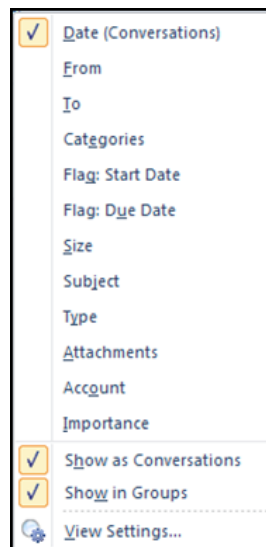 Date (Conversations)
From
To
Categories
Flag: Start Date
Flag: Due Date
Size
Subject
Type
Attachments
Account
Importance
Show as Conversations
Show in Groups
View Settings...